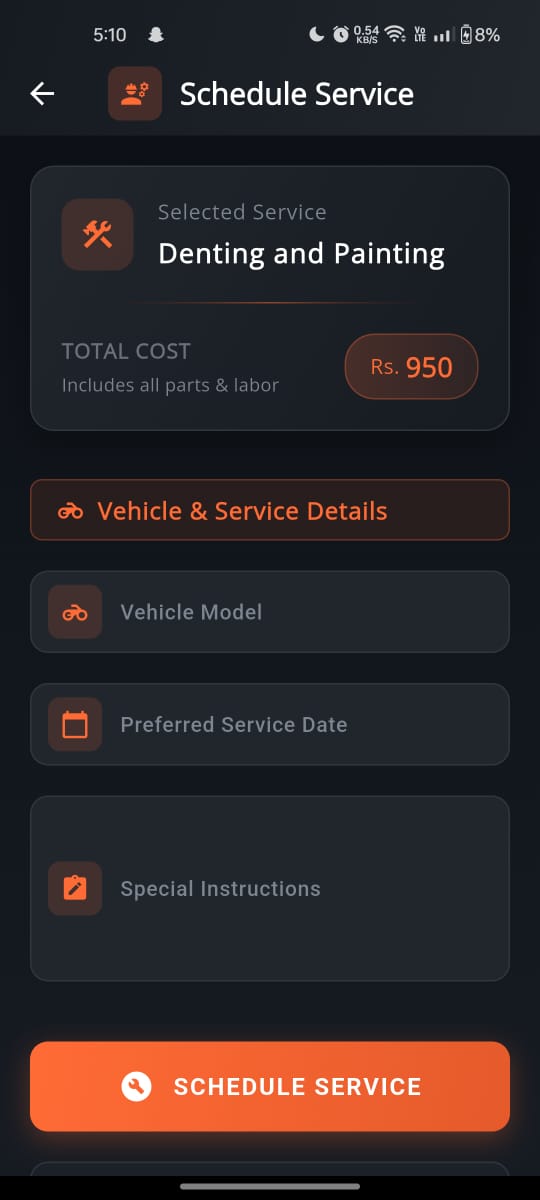 5:10
0.54 KB/S
Vo LTE
8%
Schedule Service
Selected Service
Denting and Painting
TOTAL COST
Includes all parts & labor
Rs. 950
Vehicle & Service Details
Vehicle Model
Preferred Service Date
Special Instructions
SCHEDULE SERVICE